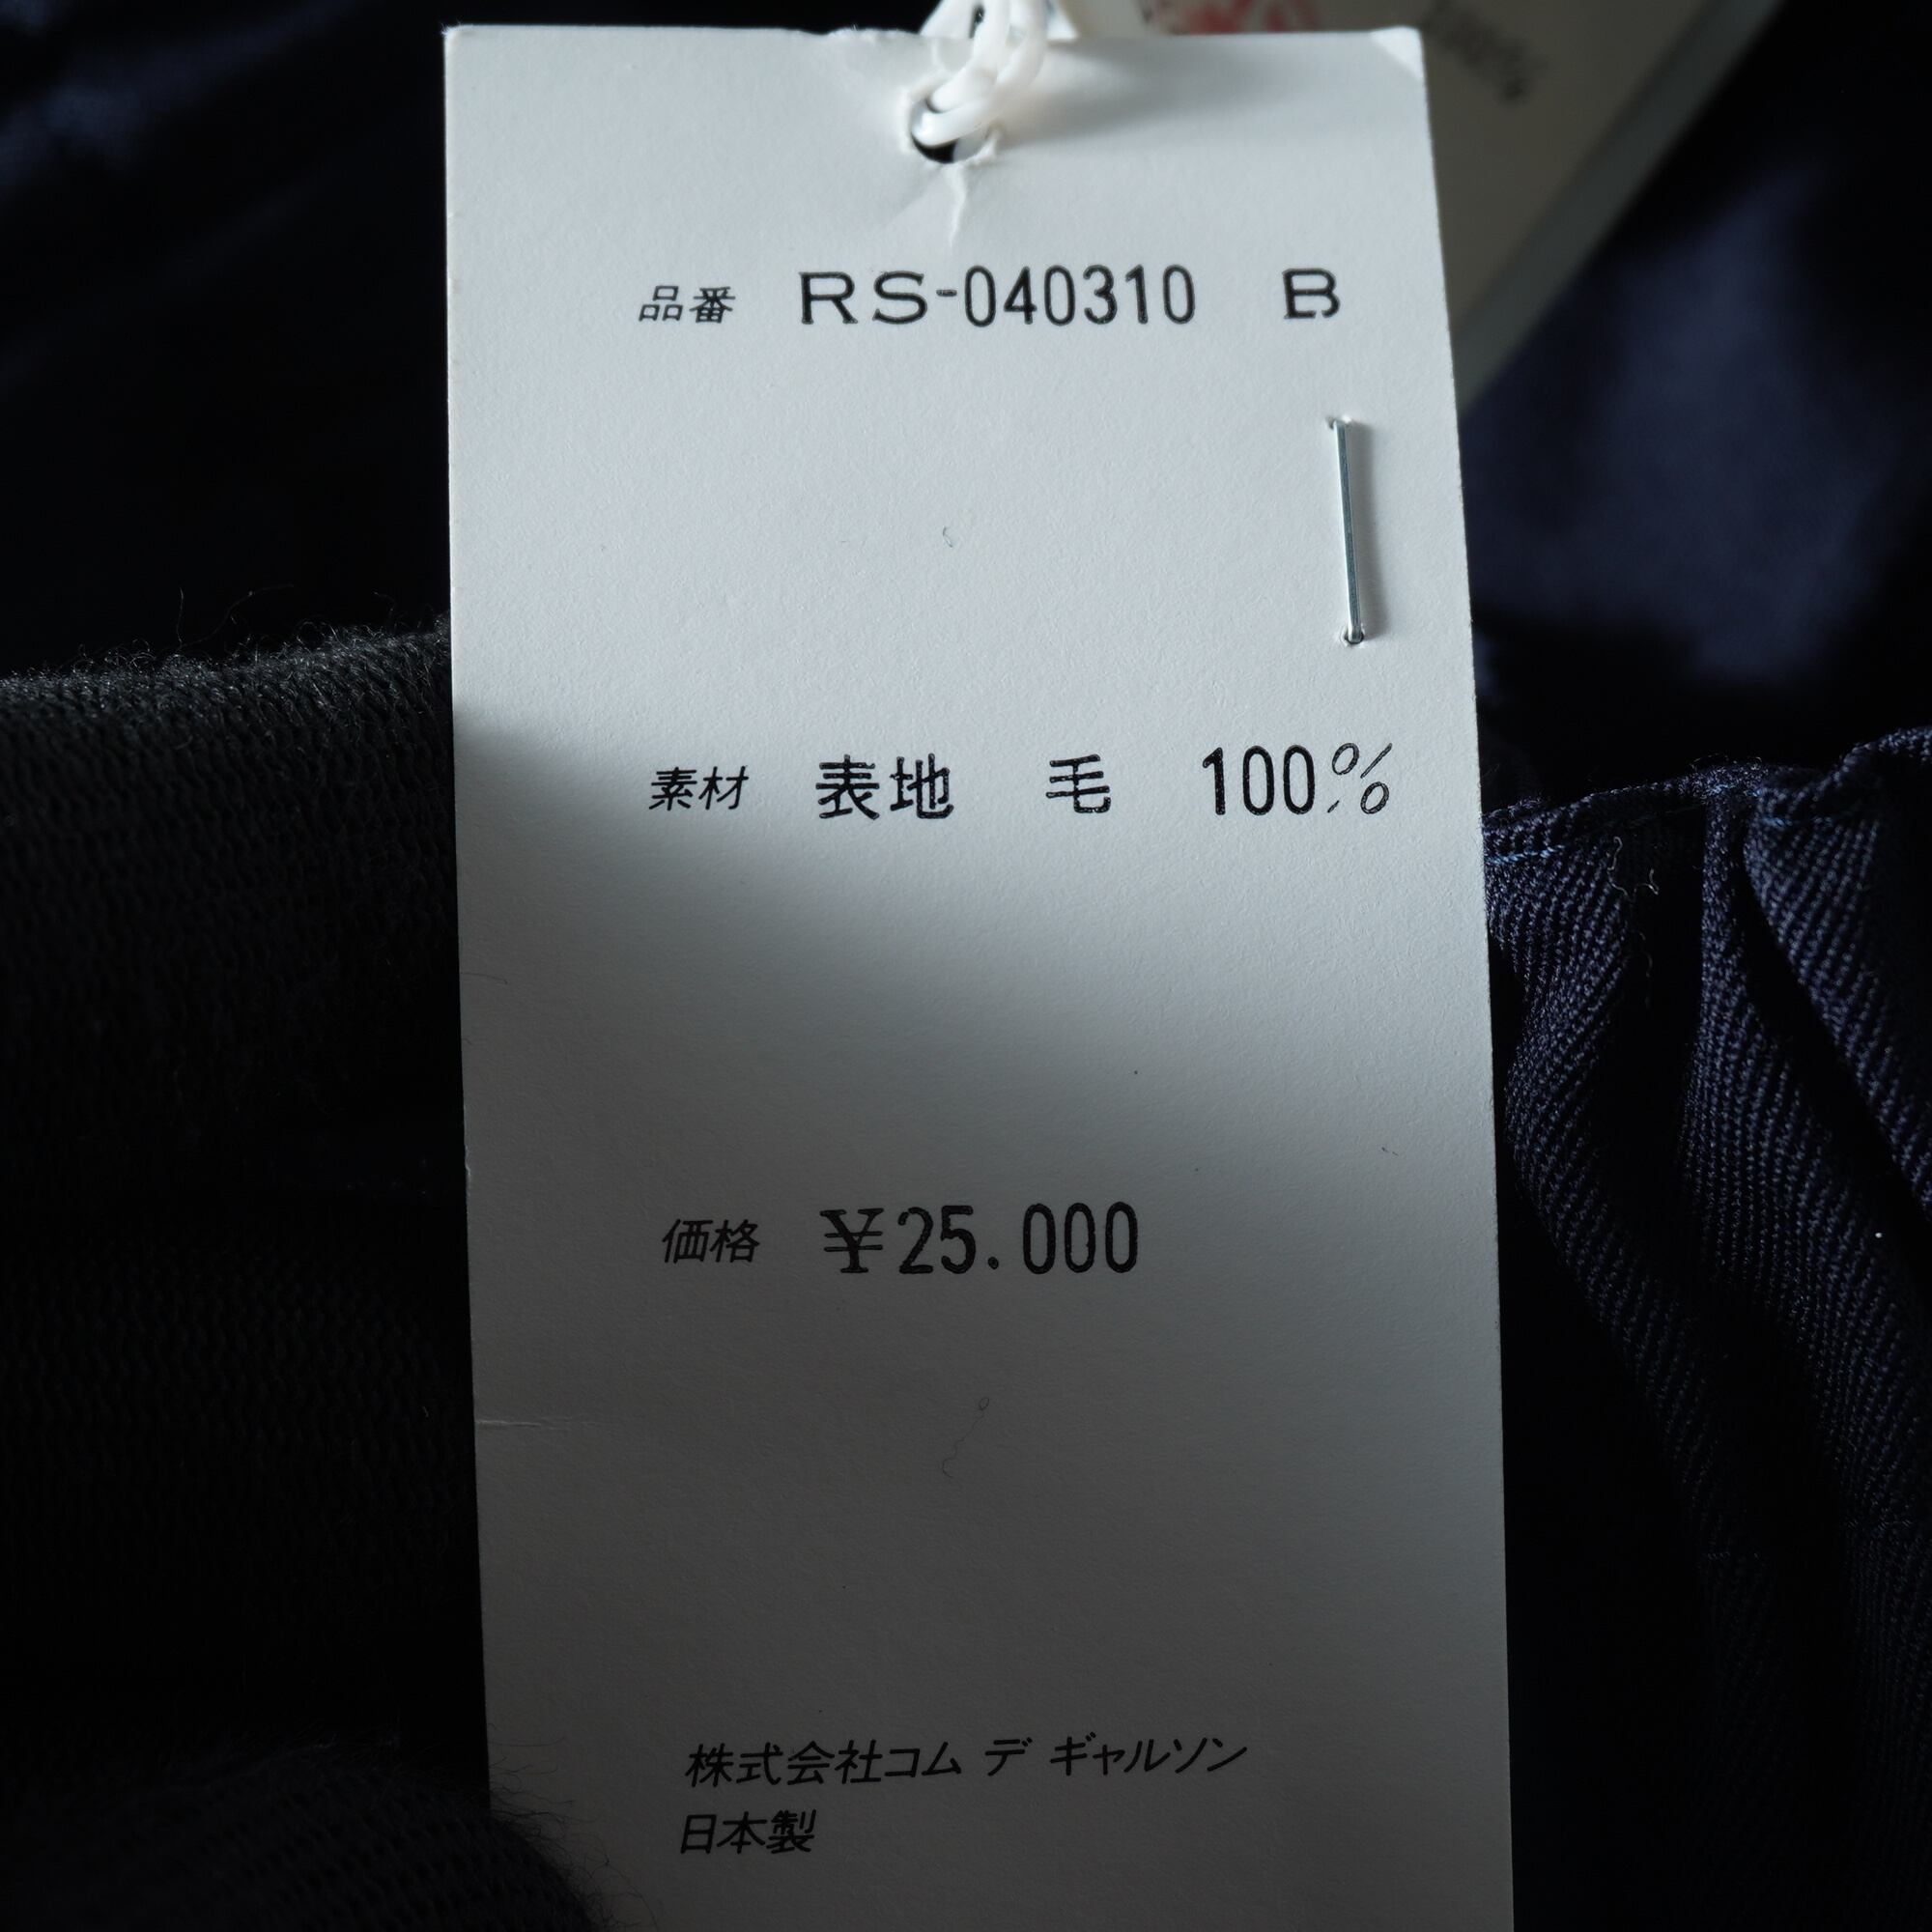 品番 RS-040310 B
素材 表地 毛 100%
価格 ¥25.000
株式会社コム デ ギャルソン
日本製